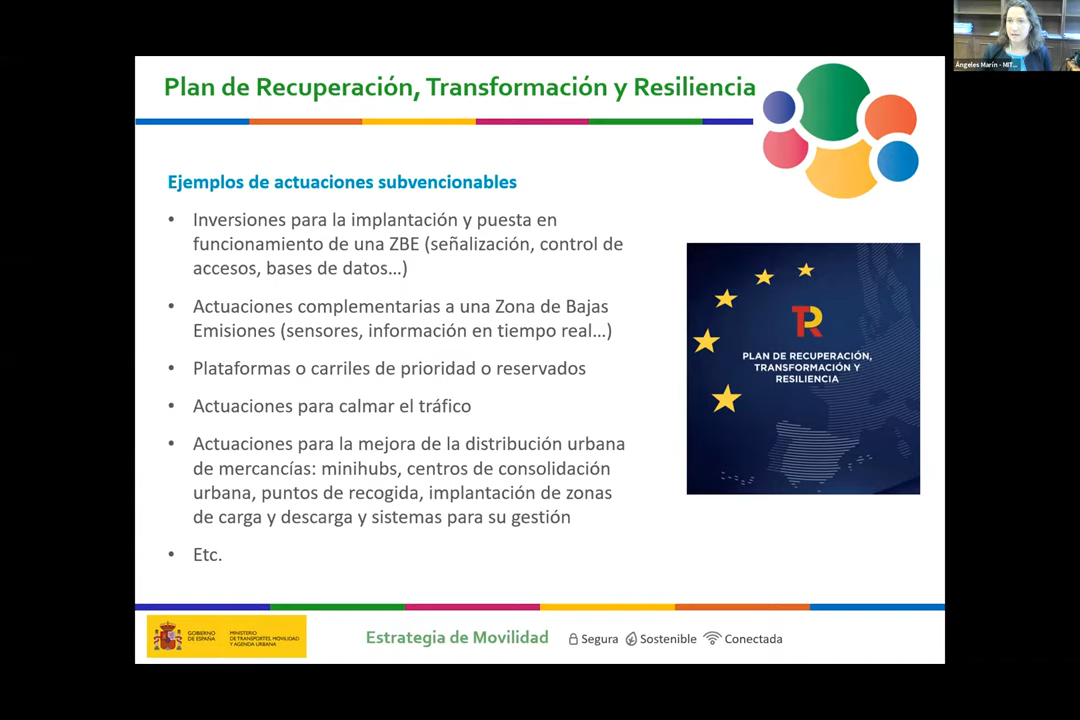 Ángeles Marín - MIT...
Plan de Recuperación, Transformación y Resiliencia
Ejemplos de actuaciones subvencionables
• Inversiones para la implantación y puesta en
funcionamiento de una ZBE (señalización, control de
accesos, bases de datos…)
• Actuaciones complementarias a una Zona de Bajas
Emisiones (sensores, información en tiempo real…)
• Plataformas o carriles de prioridad o reservados
• Actuaciones para calmar el tráfico
• Actuaciones para la mejora de la distribución urbana
de mercancías: minihubs, centros de consolidación
urbana, puntos de recogida, implantación de zonas
de carga y descarga y sistemas para su gestión
• Etc.
TR
PLAN DE RECUPERACIÓN,
TRANSFORMACIÓN Y
RESILIENCIA
GOBIERNO
DE ESPAÑA
MINISTERIO
DE TRANSPORTES, MOVILIDAD
Y AGENDA URBANA
Estrategia de Movilidad
Segura Sostenible Conectada